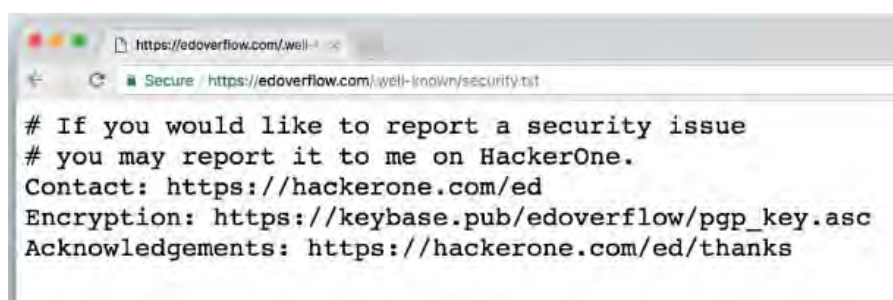 https://edoverflow.com/.well-
Secure https://edoverflow.com/.well-known/security.txt
# If you would like to report a security issue
# you may report it to me on HackerOne.
Contact: https://hackerone.com/ed
Encryption: https://keybase.pub/edoverflow/pgp_key.asc
Acknowledgements: https://hackerone.com/ed/thanks